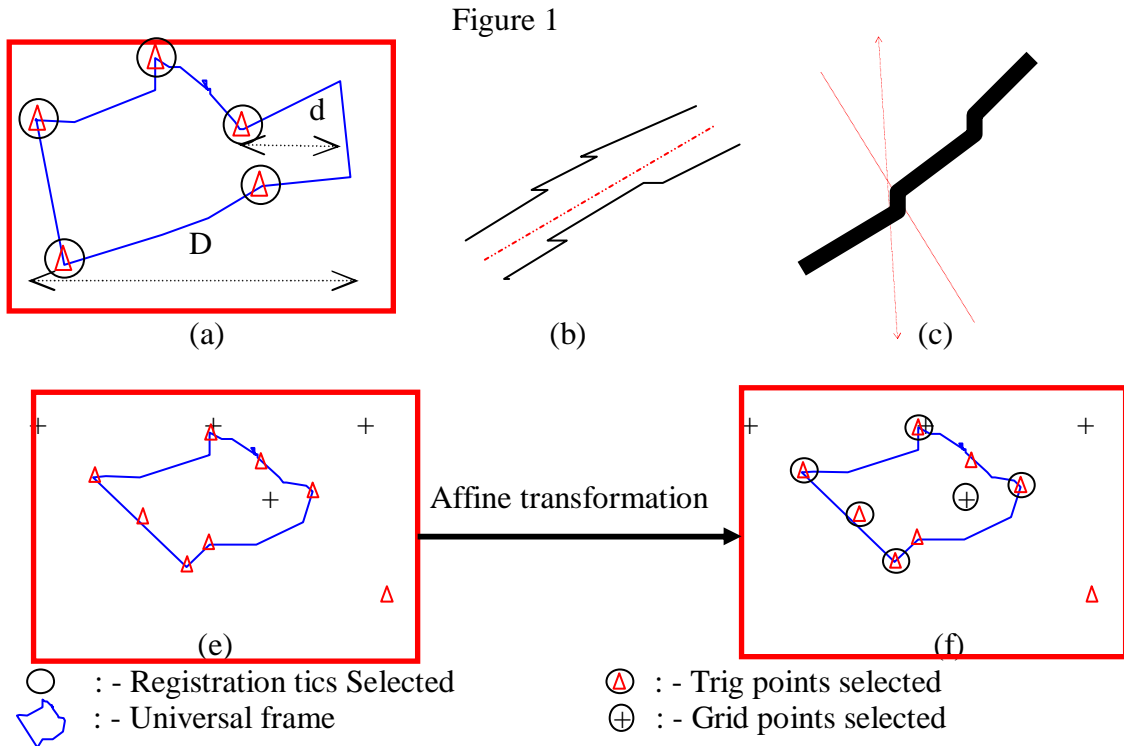 Figure 1
d
D
(a) (b) (c)
Affine transformation
(e) (f)
: - Registration tics Selected
: - Trig points selected
: - Universal frame
: - Grid points selected